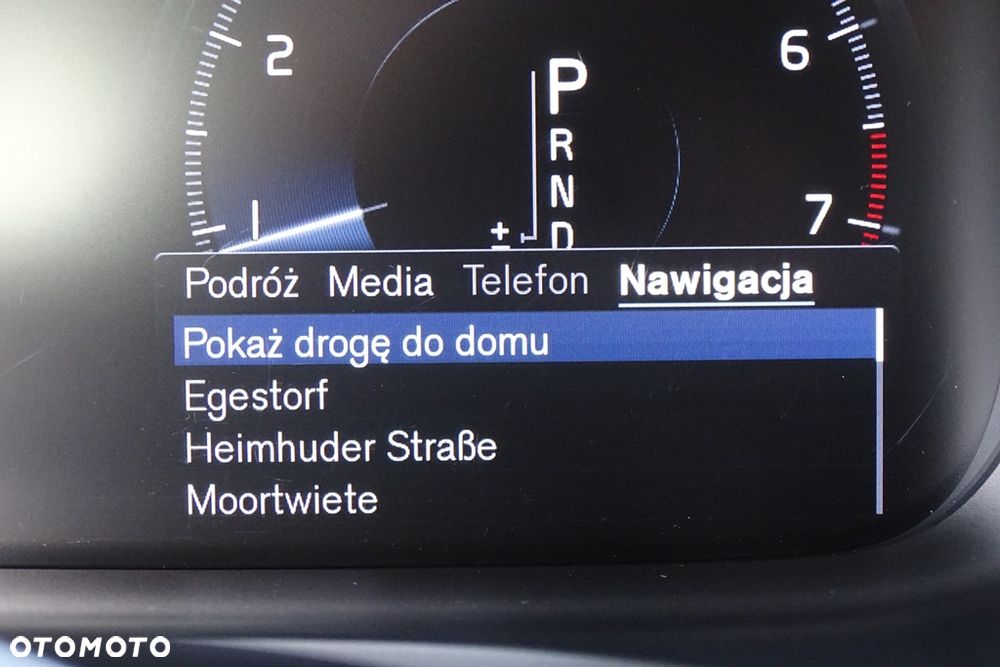 2
6
P
R
N
D
±
1
7
Podróż Media Telefon Nawigacja
Pokaż drogę do domu
Egestorf
Heimhuder Straße
Moortwiete
OTOMOTO